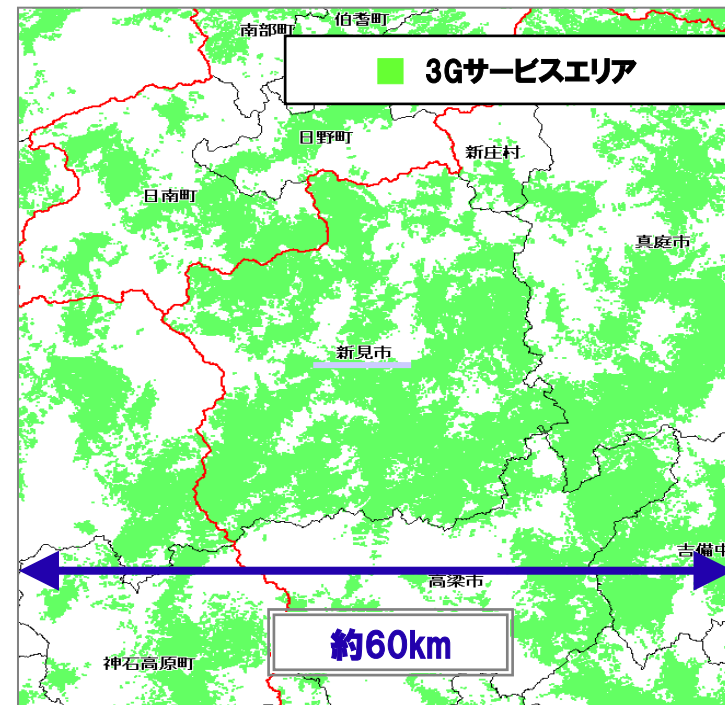 伯耆町
南部町
3Gサービスエリア
日野町
新庄村
日南町
真庭市
新見市
吉備中
高梁市
約60km
神石高原町